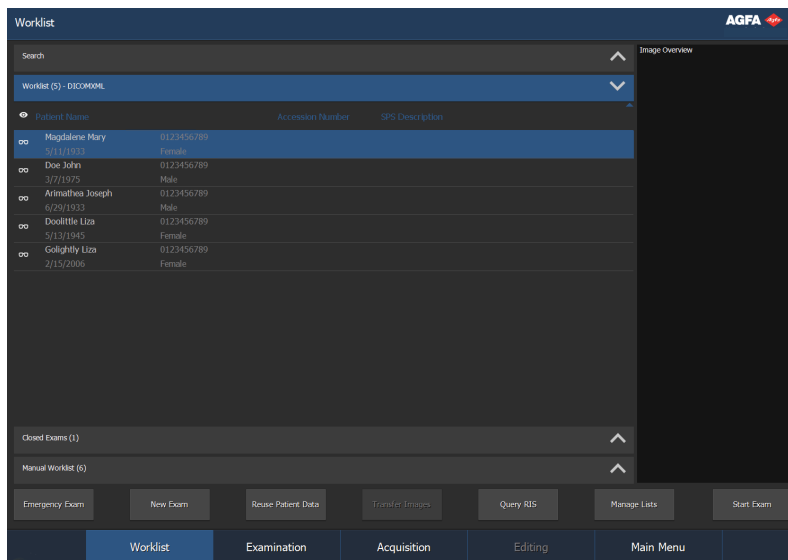 Worklist
AGFA
Search
Image Overview
Worklist (5) - DICOMXML
Patient Name Accession Number SPS Description
Magdalene Mary 0123456789
5/11/1933 Female
Doe John 0123456789
3/7/1975 Male
Arimathea Joseph 0123456789
6/29/1933 Male
Doolittle Liza 0123456789
5/13/1945 Female
Golightly Liza 0123456789
2/15/2006 Female
Closed Exams (1)
Manual Worklist (6)
Emergency Exam New Exam Reuse Patient Data Transfer Images Query RIS Manage Lists Start Exam
Worklist Examination Acquisition Editing Main Menu